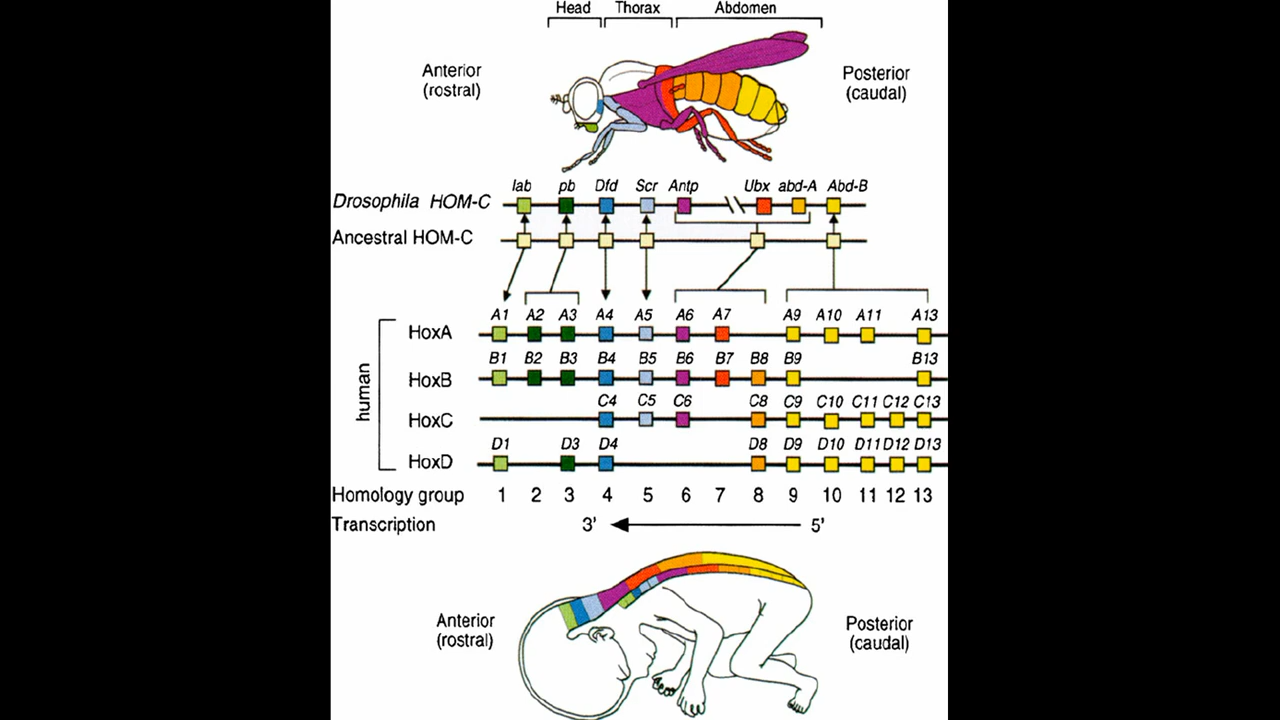 Head Thorax Abdomen
Anterior (rostral)
Posterior (caudal)
lab pb Dfd Scr Antp Ubx abd-A Abd-B
Drosophila HOM-C
Ancestral HOM-C
A1 A2 A3 A4 A5 A6 A7 A9 A10 A11 A13
HoxA
B1 B2 B3 B4 B5 B6 B7 B8 B9 B13
HoxB
human
C4 C5 C6 C8 C9 C10 C11 C12 C13
HoxC
D1 D3 D4 D8 D9 D10 D11 D12 D13
HoxD
Homology group 1 2 3 4 5 6 7 8 9 10 11 12 13
Transcription 3' 5'
Anterior (rostral)
Posterior (caudal)